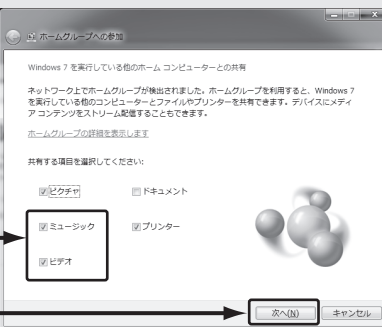 ホームグループへの参加
Windows 7 を実行している他のホーム コンピューターとの共有
ネットワーク上でホームグループが検出されました。ホームグループを利用すると、Windows 7
を実行している他のコンピューターとファイルやプリンターを共有できます。デバイスにメディ
ア コンテンツをストリーム配信することもできます。
ホームグループの詳細を表示します
共有する項目を選択してください:
ピクチャ ドキュメント
ミュージック プリンター
ビデオ
次へ(N) キャンセル